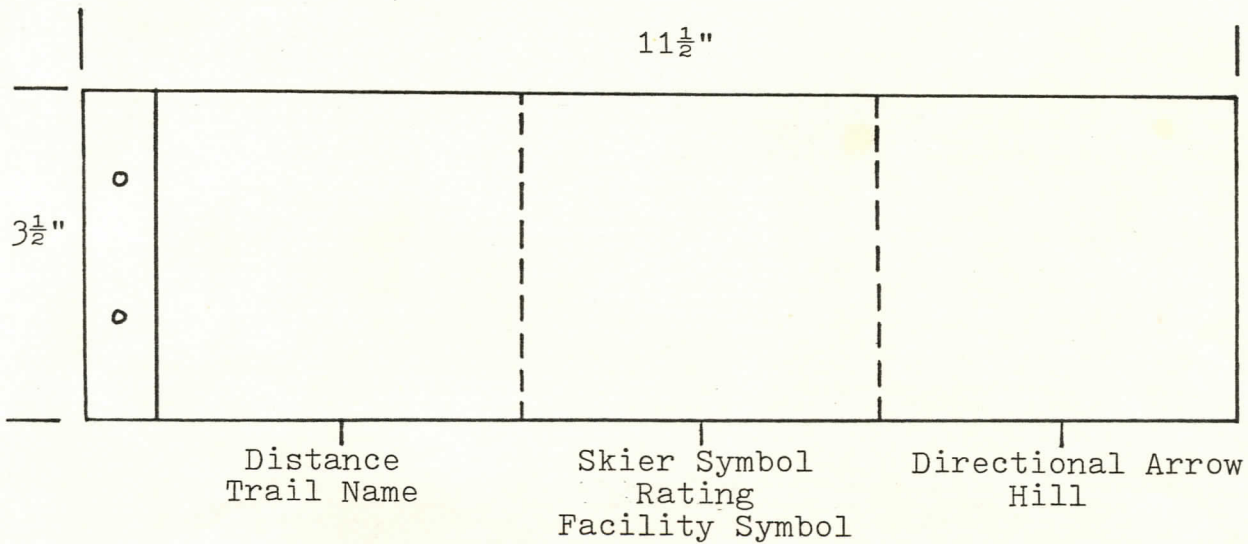 11½"
3½"
Distance
Trail Name
Skier Symbol
Rating
Facility Symbol
Directional Arrow
Hill